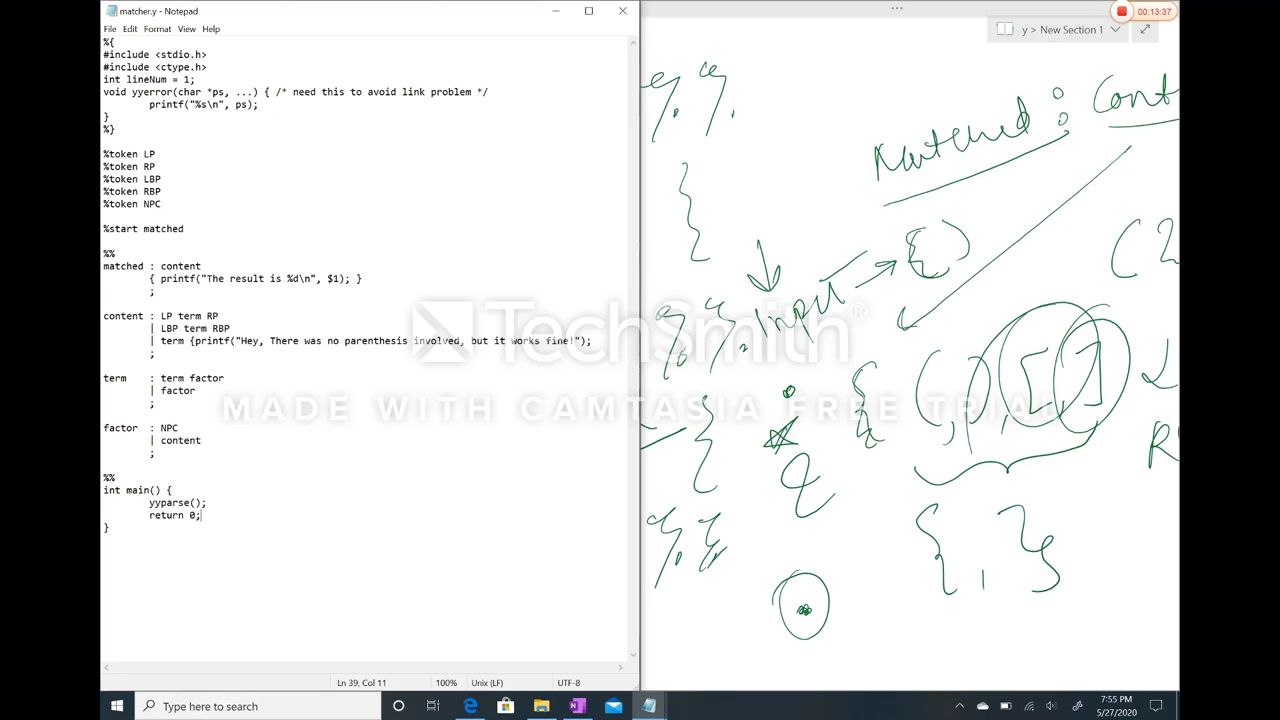 matcher.y - Notepad
File Edit Format View Help
%{
#include <stdio.h>
#include <ctype.h>
int lineNum = 1;
void yyerror(char *ps, ...) { /* need this to avoid link problem */
printf("%s\n", ps);
}
%}
%token LP
%token RP
%token LBP
%token RBP
%token NPC
%start matched
%%
matched : content
{ printf("The result is %d\n", $1); }
;
content : LP term RP
| LBP term RBP
| term {printf("Hey, There was no parenthesis involved, but it works fine!");
;
term : term factor
| factor
;
factor : NPC
| content
;
%%
int main() {
yyparse();
return 0;
}
Ln 39, Col 11 100% Unix (LF) UTF-8
00:13:37
y > New Section 1
%%
Matched : Cont
}
Input → { }
( 2
%%
{ ( , ) , [ ]
L
R
}
{ , }
%%
TechSmith®
MADE WITH CAMTASIA FREE TRIAL
Type here to search
7:55 PM
5/27/2020